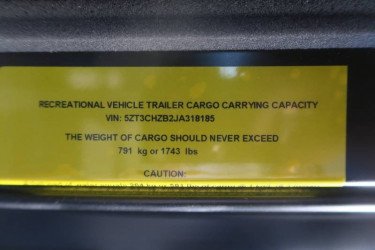 RECREATIONAL VEHICLE TRAILER CARGO CARRYING CAPACITY
VIN: 5ZT3CHZB2JA318185
THE WEIGHT OF CARGO SHOULD NEVER EXCEED
791 kg or 1743 lbs
CAUTION: